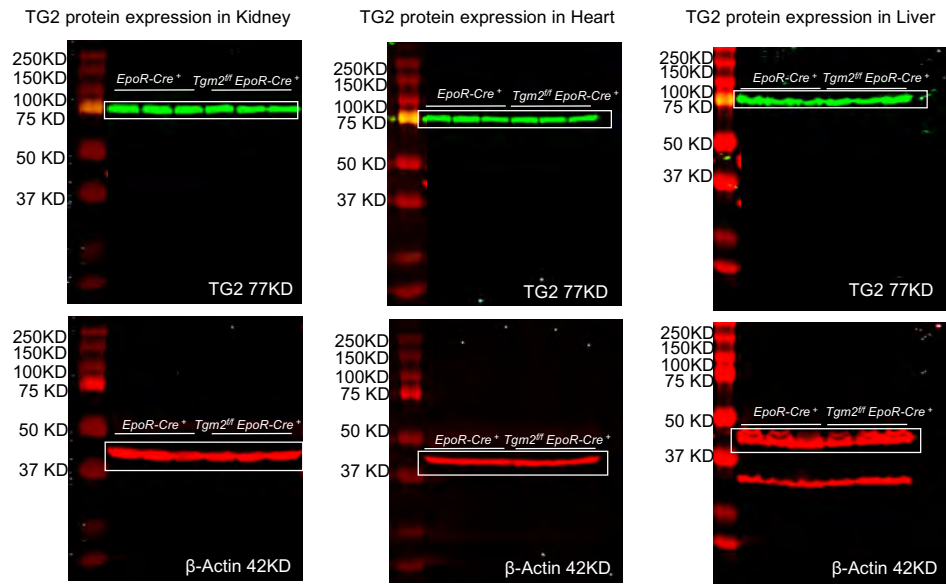 TG2 protein expression in Kidney
250KD
150KD
100KD
75 KD
50 KD
37 KD
EpoR-Cre⁺ Tgm2ᶠ/ᶠ EpoR-Cre⁺
TG2 77KD
TG2 protein expression in Heart
250KD
150KD
100KD
75 KD
50 KD
37 KD
EpoR-Cre⁺ Tgm2ᶠ/ᶠ EpoR-Cre⁺
TG2 77KD
TG2 protein expression in Liver
250KD
150KD
100KD
75 KD
50 KD
37 KD
EpoR-Cre⁺ Tgm2ᶠ/ᶠ EpoR-Cre⁺
TG2 77KD
250KD
150KD
100KD
75 KD
50 KD
37 KD
EpoR-Cre⁺ Tgm2ᶠ/ᶠ EpoR-Cre⁺
β-Actin 42KD
250KD
150KD
100KD
75 KD
50 KD
37 KD
EpoR-Cre⁺ Tgm2ᶠ/ᶠ EpoR-Cre⁺
β-Actin 42KD
250KD
150KD
100KD
75 KD
50 KD
37 KD
EpoR-Cre⁺ Tgm2ᶠ/ᶠ EpoR-Cre⁺
β-Actin 42KD